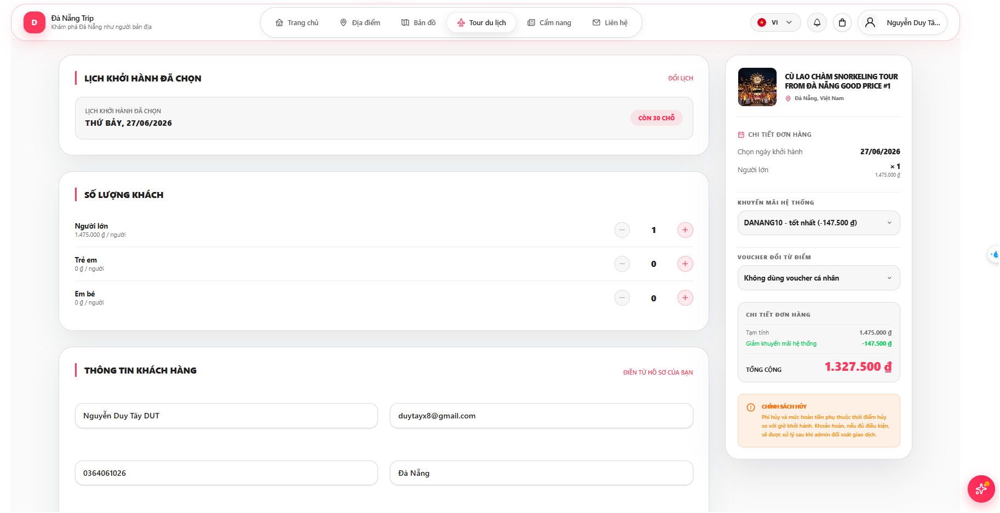 D
Đà Nẵng Trip
Khám phá Đà Nẵng như người bản địa
Trang chủ
Địa điểm
Bản đồ
Tour du lịch
Cẩm nang
Liên hệ
VI
Nguyễn Duy Tâ...
LỊCH KHỞI HÀNH ĐÃ CHỌN
ĐỔI LỊCH
LỊCH KHỞI HÀNH ĐÃ CHỌN
THỨ BẢY, 27/06/2026
CÒN 30 CHỖ
SỐ LƯỢNG KHÁCH
Người lớn
1.475.000 ₫ / người
1
Trẻ em
0 ₫ / người
0
Em bé
0 ₫ / người
0
THÔNG TIN KHÁCH HÀNG
ĐIỀN TỪ HỒ SƠ CỦA BẠN
Nguyễn Duy Tây DUT
duytayx8@gmail.com
0364061026
Đà Nẵng
CÙ LAO CHÀM SNORKELING TOUR
FROM ĐÀ NẴNG GOOD PRICE #1
Đà Nẵng, Việt Nam
CHI TIẾT ĐƠN HÀNG
Chọn ngày khởi hành
27/06/2026
Người lớn
× 1
1.475.000 ₫
KHUYẾN MÃI HỆ THỐNG
DANANG10 - tốt nhất (-147.500 ₫)
VOUCHER ĐỔI TỪ ĐIỂM
Không dùng voucher cá nhân
CHI TIẾT ĐƠN HÀNG
Tạm tính
1.475.000 ₫
Giảm khuyến mãi hệ thống
-147.500 ₫
TỔNG CỘNG
1.327.500 ₫
CHÍNH SÁCH HỦY
Phí hủy và mức hoàn tiền phụ thuộc thời điểm hủy
so với giờ khởi hành. Khoản hoàn, nếu đủ điều kiện,
sẽ được xử lý sau khi admin đối soát giao dịch.